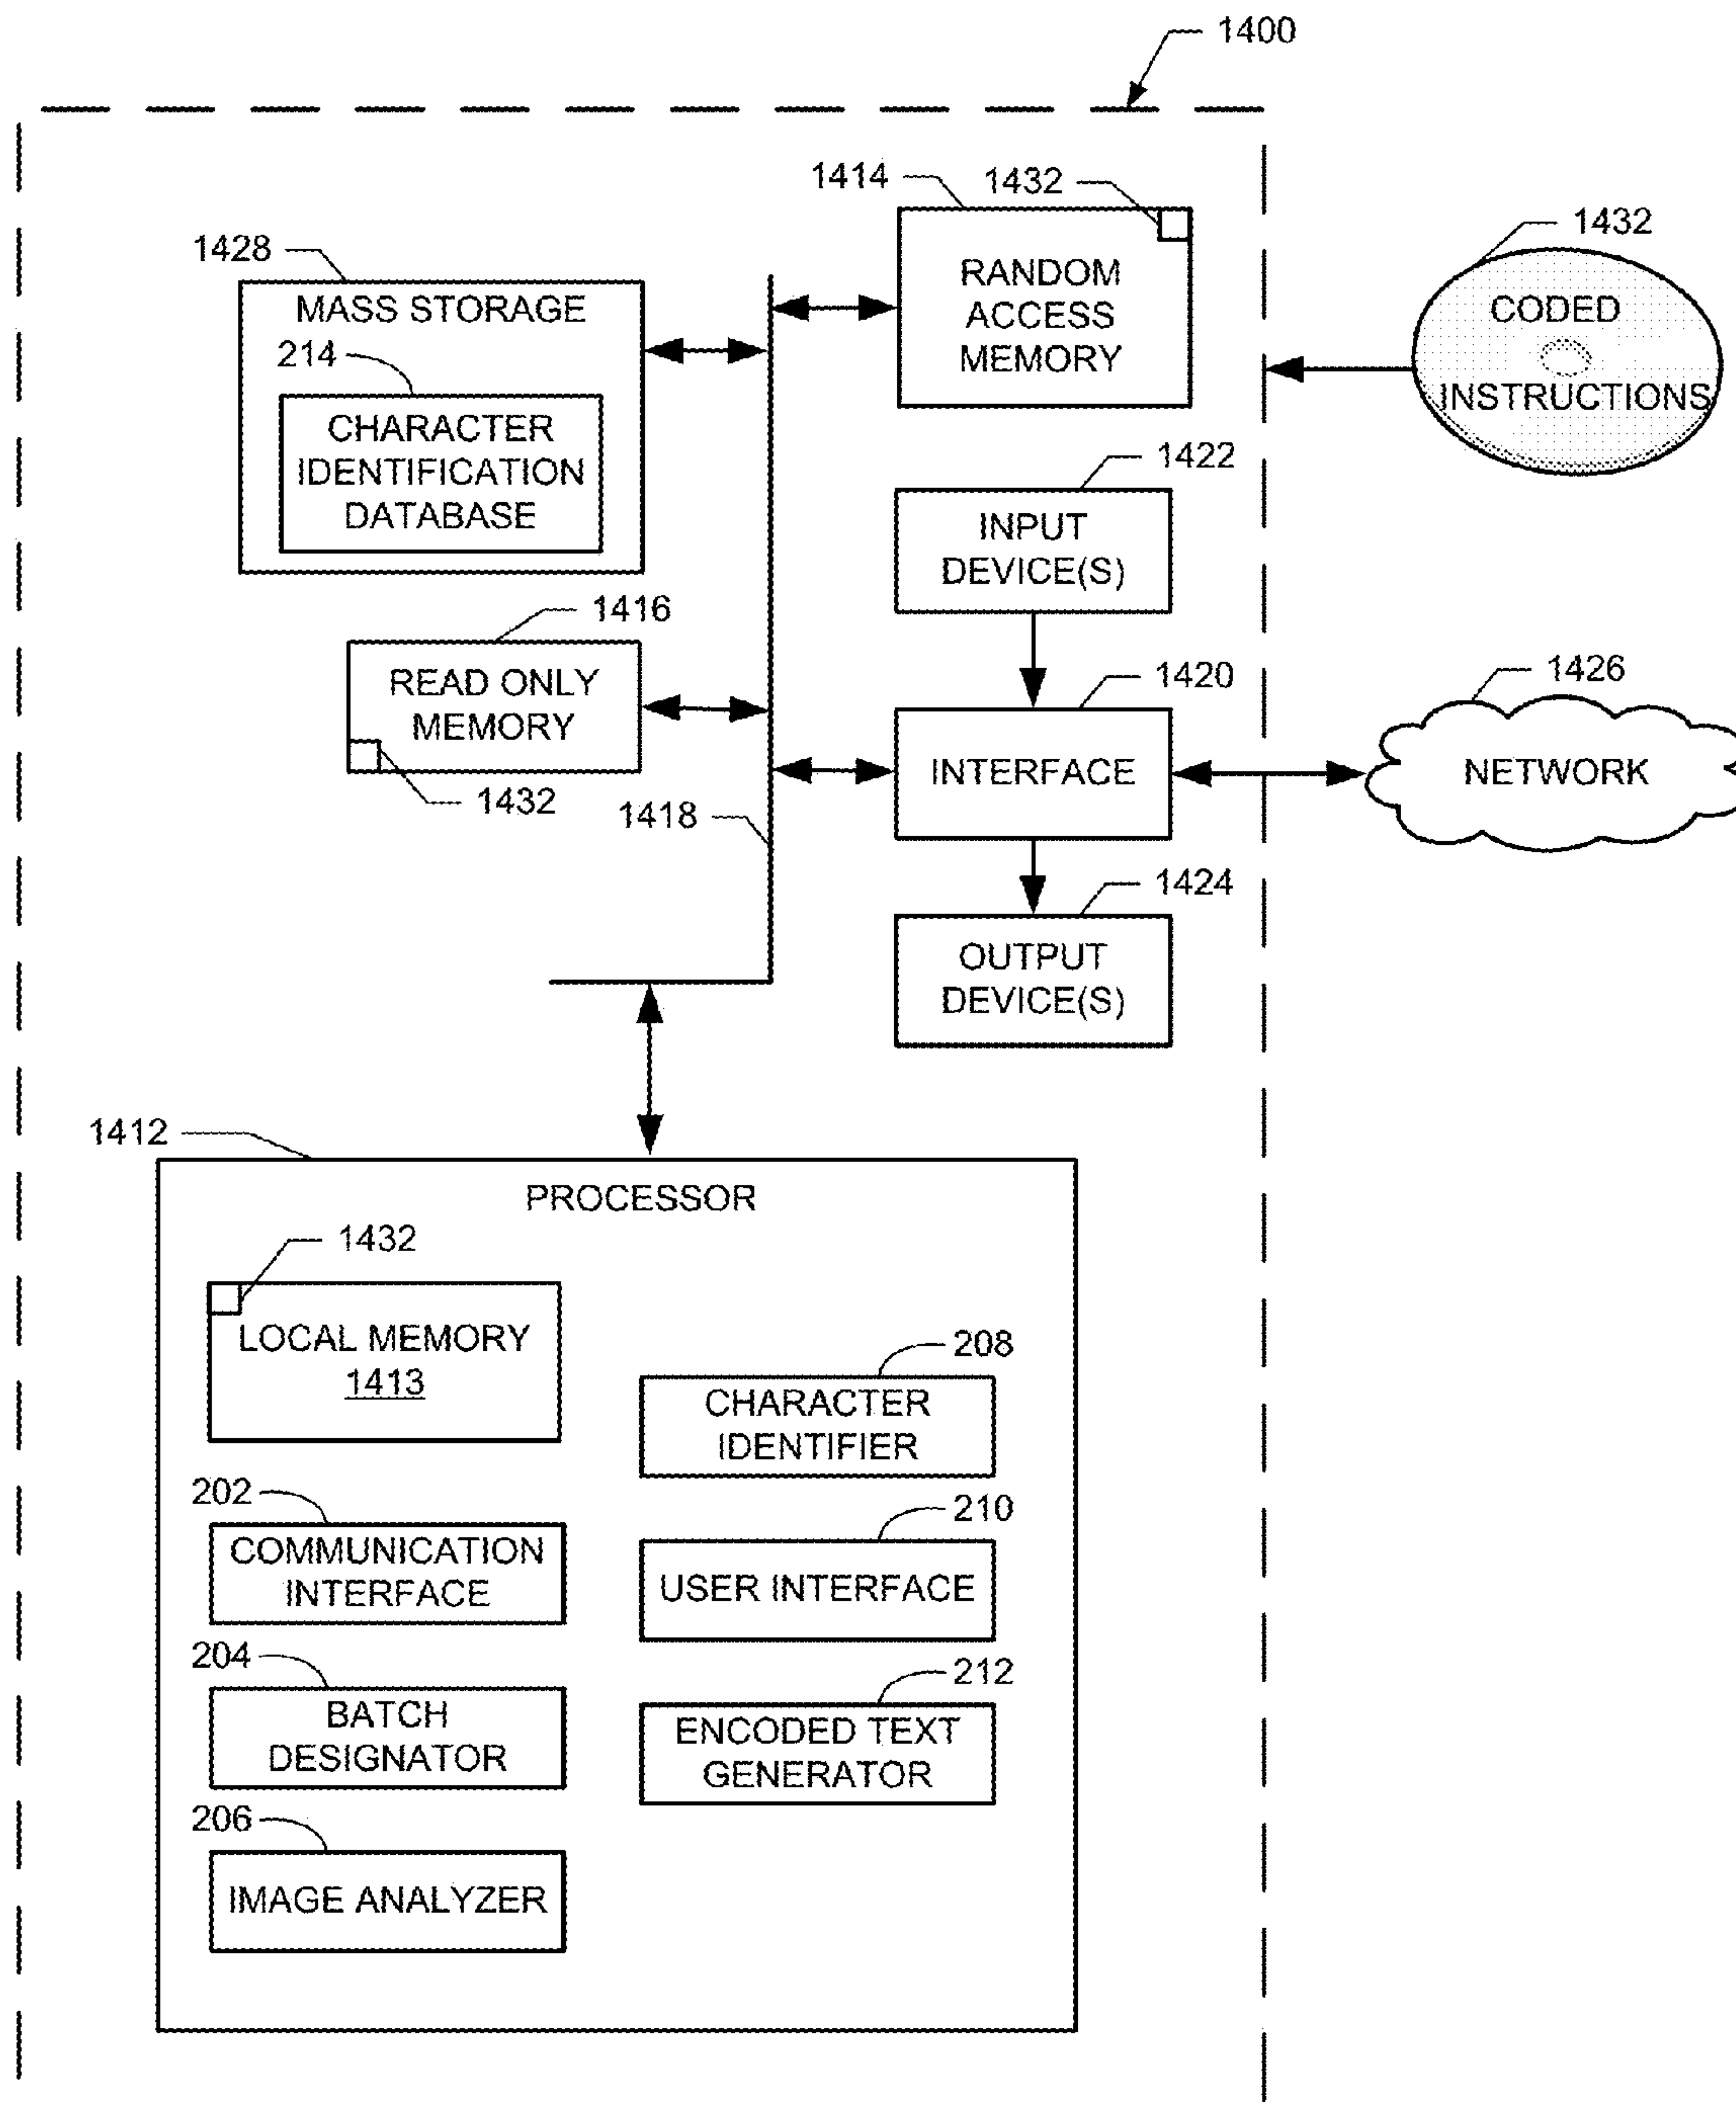 1400
1414
1432
RANDOM
ACCESS
MEMORY
1428
MASS STORAGE
214
CHARACTER
IDENTIFICATION
DATABASE
1432
CODED
INSTRUCTIONS
1422
INPUT
DEVICE(S)
1416
READ ONLY
MEMORY
1432
1418
1420
INTERFACE
1426
NETWORK
1424
OUTPUT
DEVICE(S)
1412
PROCESSOR
1432
LOCAL MEMORY
1413
208
CHARACTER
IDENTIFIER
202
COMMUNICATION
INTERFACE
210
USER INTERFACE
204
BATCH
DESIGNATOR
212
ENCODED TEXT
GENERATOR
206
IMAGE ANALYZER